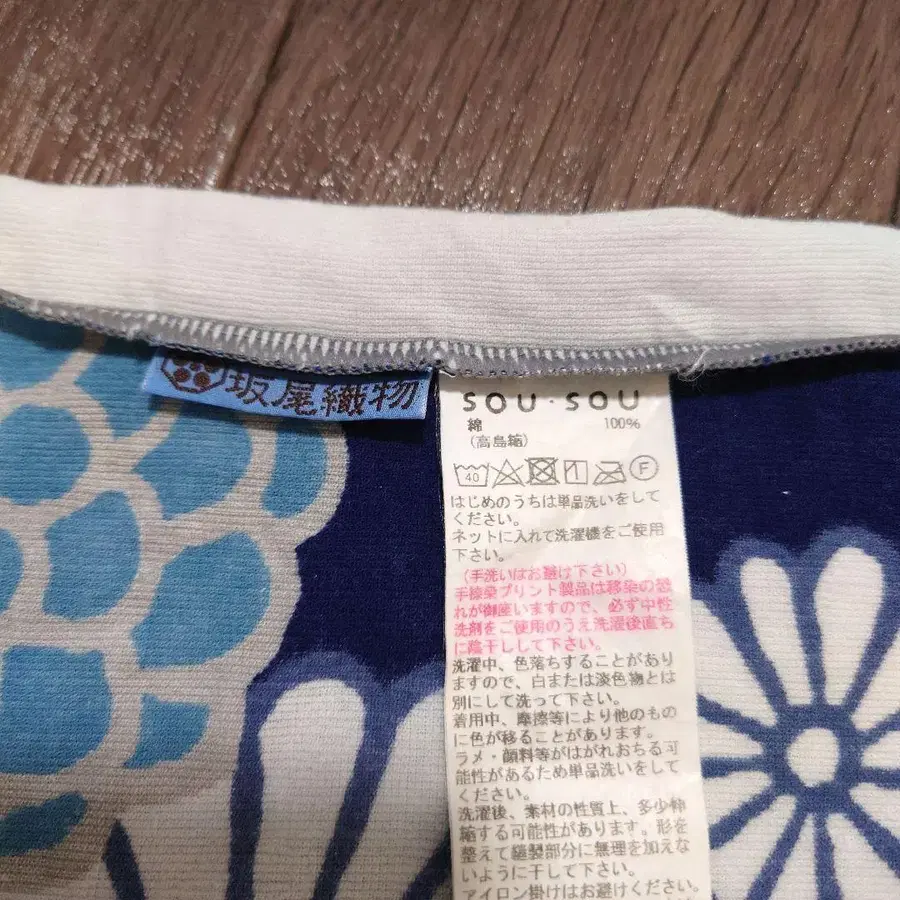 坂尾織物
SOU・SOU
綿 100%
(高島縮)
40 F
はじめのうちは単品洗いをして
ください。
ネットに入れて洗濯機をご使用
下さい。
(手洗いはお避け下さい)
手捺染プリント製品は移染の恐
れが御座いますので、必ず中性
洗剤をご使用のうえ洗濯後直ち
に陰干しして下さい。
洗濯中、色落ちすることがあり
ますので、白または淡色物とは
別にして洗って下さい。
着用中、摩擦等により他のもの
に色が移ることがあります。
ラメ・顔料等がはがれおちる可
能性があるため単品洗いをして
ください。
洗濯後、素材の性質上、多少伸
縮する可能性があります。形を
整えて縫製部分に無理を加えな
いように干して下さい。
アイロン掛けはお避けください。